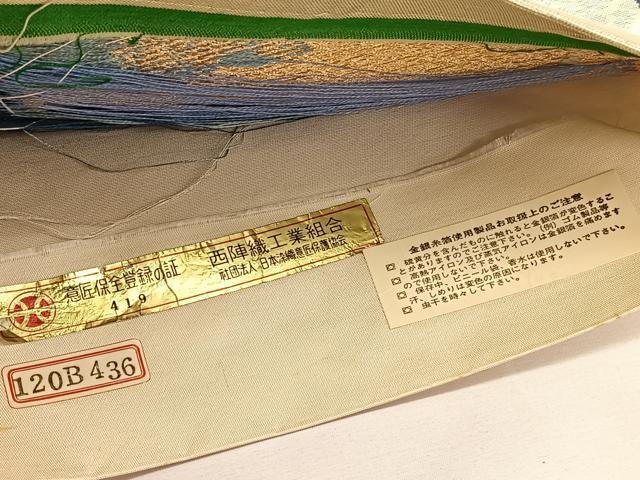 意匠保全登録の証
419
西陣織工業組合
社団法人 日本染織意匠保護協会
120B436
金銀糸箔使用製品お取扱上のご注意
硫黄分を含んだものに触れると金銀箔が変色するこ
とがありますのでご注意下さい。(例)ゴム製品等
高熱アイロン及び蒸気アイロンは金銀箔を痛めます
ので使用しないで下さい。
保存中、ビニール袋、香水は使用しないで下さい。
汗、しめりは変色の原因になります。
虫干を時々して下さい。